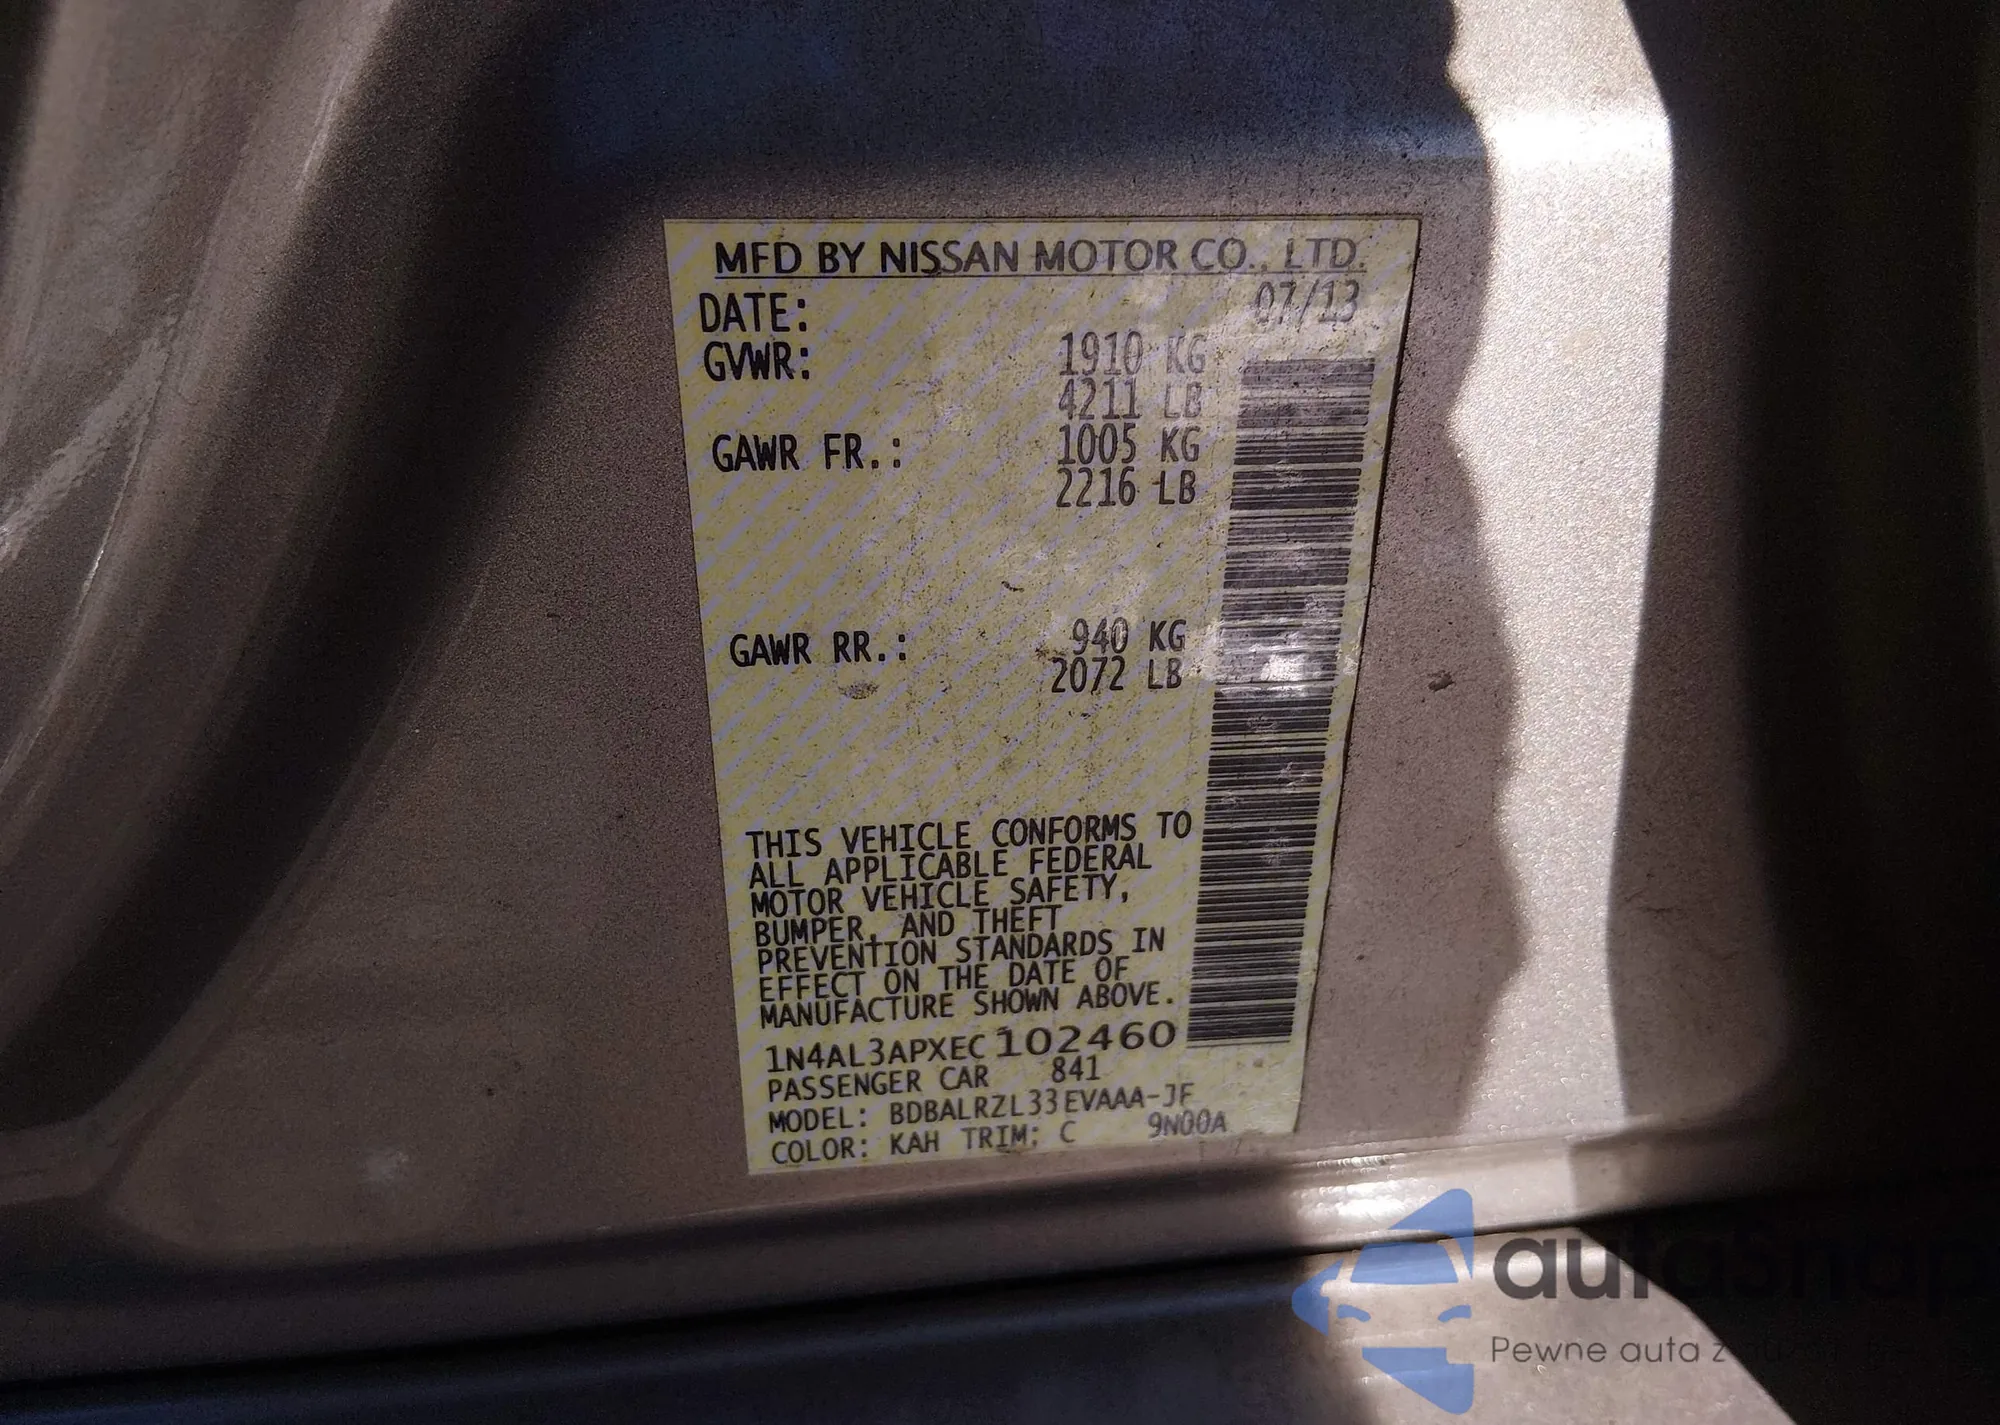 MFD BY NISSAN MOTOR CO., LTD.
DATE: 07/13
GVWR: 1910 KG
4211 LB
GAWR FR.: 1005 KG
2216 LB
GAWR RR.: 940 KG
2072 LB
THIS VEHICLE CONFORMS TO
ALL APPLICABLE FEDERAL
MOTOR VEHICLE SAFETY,
BUMPER, AND THEFT
PREVENTION STANDARDS IN
EFFECT ON THE DATE OF
MANUFACTURE SHOWN ABOVE.
1N4AL3APXEC102460
PASSENGER CAR 841
MODEL: BDBALRZL33EVAAA-JF
COLOR: KAH TRIM: C 9N00A
autaSnap
Pewne auta z